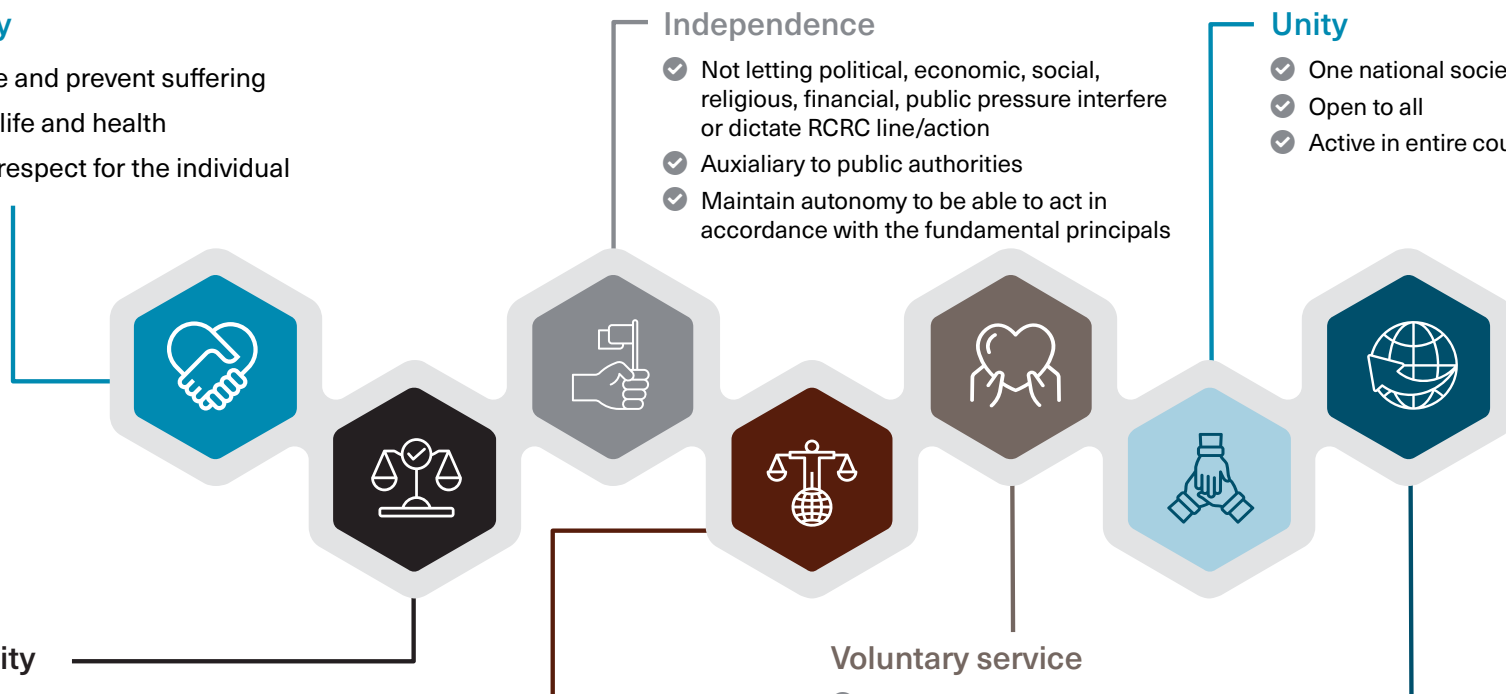 y
e and prevent suffering
life and health
respect for the individual
Independence
Not letting political, economic, social,
religious, financial, public pressure interfere
or dictate RCRC line/action
Auxialiary to public authorities
Maintain autonomy to be able to act in
accordance with the fundamental principals
Unity
One national socie
Open to all
Active in entire cou
ity
Voluntary service